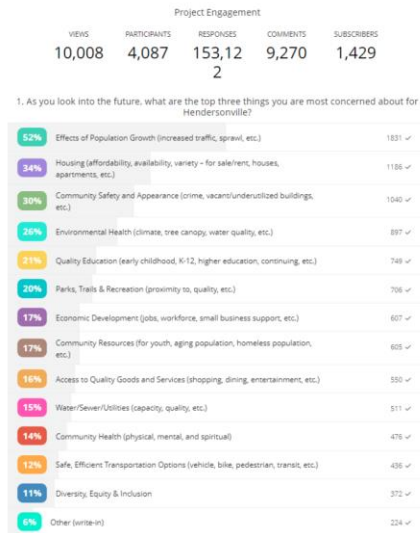 Project Engagement
VIEWS PARTICIPANTS RESPONSES COMMENTS SUBSCRIBERS
10,008 4,087 153,12 9,270 1,429
2
1. As you look into the future, what are the top three things you are most concerned about for
Hendersonville?
52% Effects of Population Growth (increased traffic, sprawl, etc.) 1831 ✓
34% Housing (affordability, availability, variety – for sale/rent, houses, 1186 ✓
apartments, etc.)
30% Community Safety and Appearance (crime, vacant/underutilized buildings, 1040 ✓
etc.)
26% Environmental Health (climate, tree canopy, water quality, etc.) 897 ✓
21% Quality Education (early childhood, K-12, higher education, continuing, etc.) 749 ✓
20% Parks, Trails & Recreation (proximity to, quality, etc.) 706 ✓
17% Economic Development (jobs, workforce, small business support, etc.) 607 ✓
17% Community Resources (for youth, aging population, homeless population, 605 ✓
etc.)
16% Access to Quality Goods and Services (shopping, dining, entertainment, etc.) 550 ✓
15% Water/Sewer/Utilities (capacity, quality, etc.) 511 ✓
14% Community Health (physical, mental, and spiritual) 476 ✓
12% Safe, Efficient Transportation Options (vehicle, bike, pedestrian, transit, etc.) 436 ✓
11% Diversity, Equity & Inclusion 372 ✓
6% Other (write-in) 224 ✓